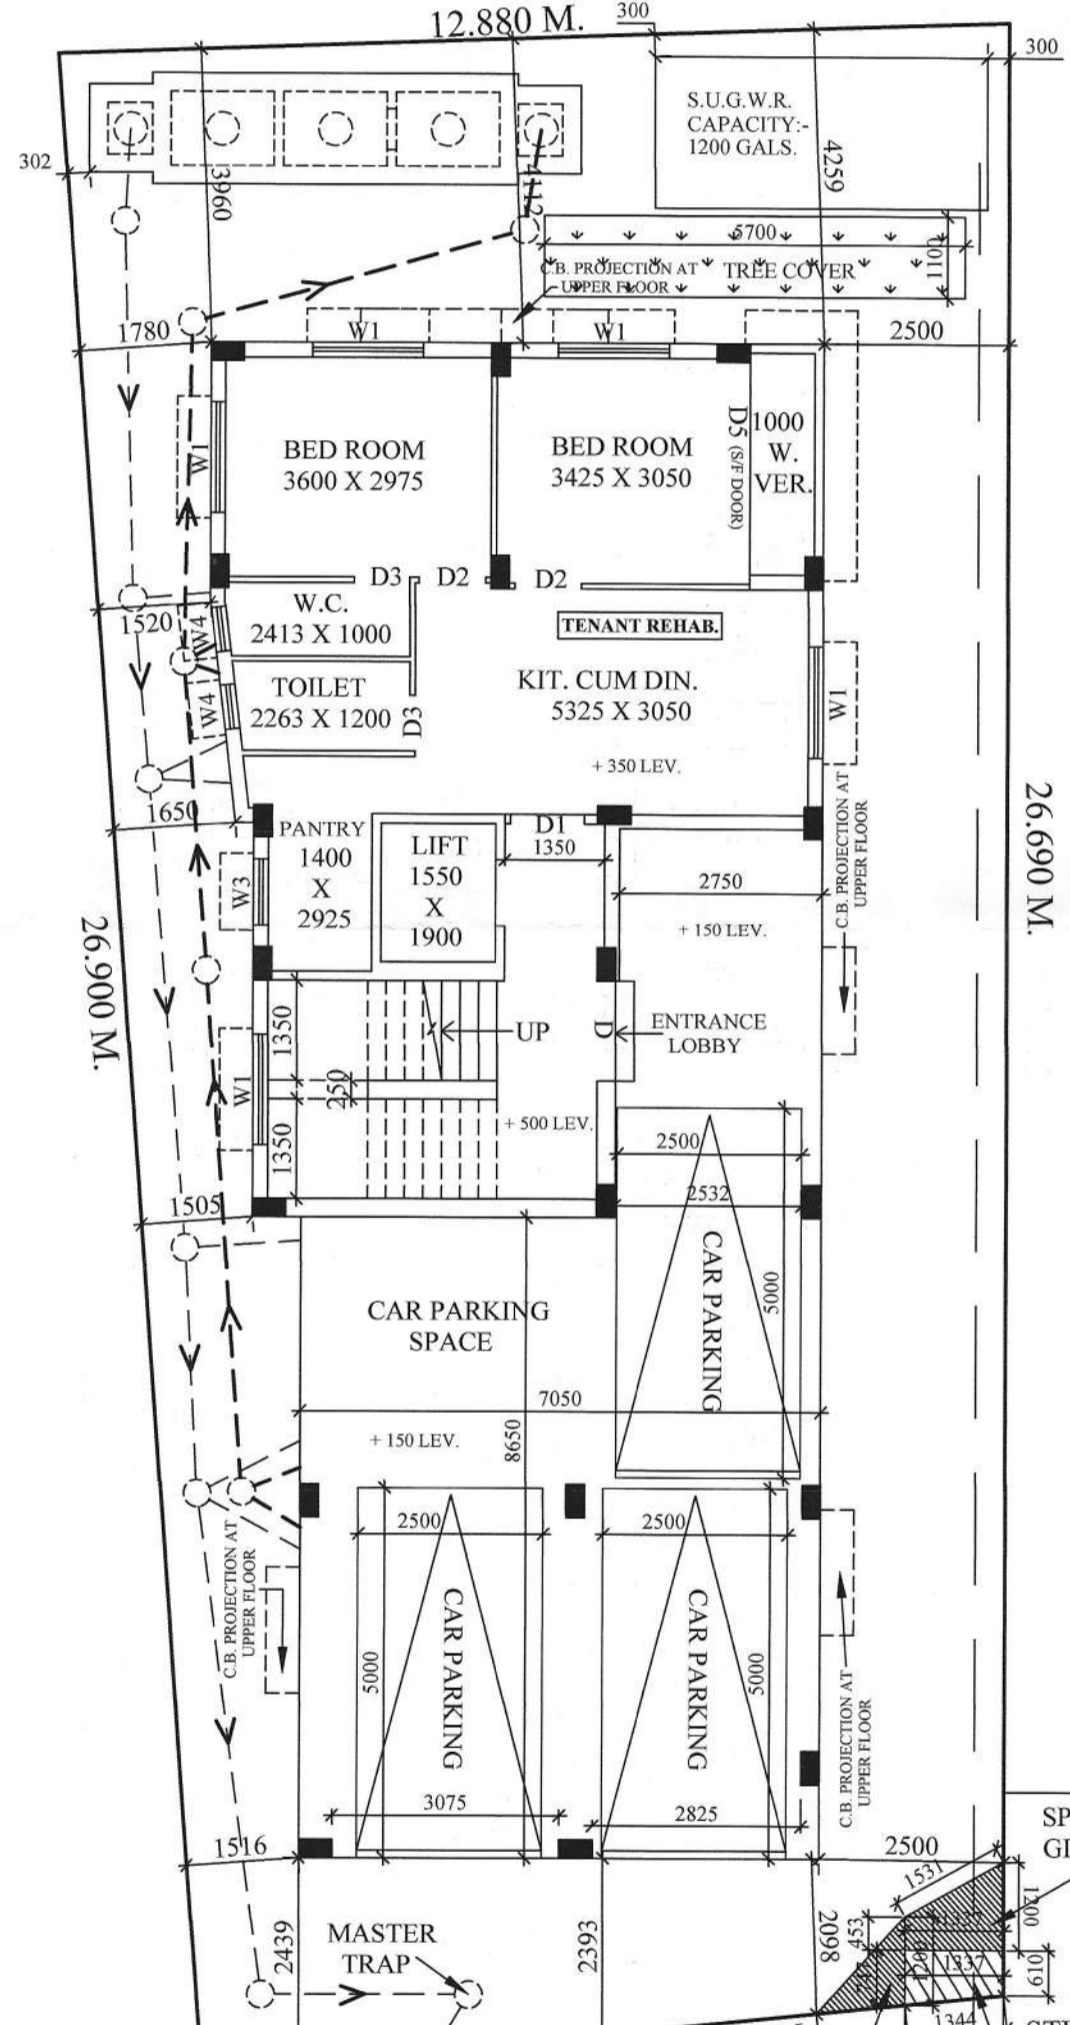 12.880 M.
300
300
S.U.G.W.R.
CAPACITY:-
1200 GALS.
302
3960
4112
4259
5700
1100
C.B. PROJECTION AT
UPPER FLOOR
TREE COVER
1780
W1
W1
2500
W1
BED ROOM
3600 X 2975
BED ROOM
3425 X 3050
D5 (S/F DOOR)
1000
W.
VER.
D3
D2
D2
1520
W4
W.C.
2413 X 1000
TENANT REHAB.
W4
TOILET
2263 X 1200
D3
KIT. CUM DIN.
5325 X 3050
W1
+ 350 LEV.
1650
PANTRY
1400
X
2925
LIFT
1550
X
1900
D1
1350
2750
C.B. PROJECTION AT
UPPER FLOOR
26.690 M.
W3
+ 150 LEV.
26.900 M.
1350
UP
D
ENTRANCE
LOBBY
W1
250
1350
+ 500 LEV.
2500
2532
1505
CAR PARKING
5000
CAR PARKING
SPACE
7050
+ 150 LEV.
8650
2500
2500
C.B. PROJECTION AT
UPPER FLOOR
CAR PARKING
5000
CAR PARKING
5000
C.B. PROJECTION AT
UPPER FLOOR
3075
2825
1516
2500
SP
GI
1531
1200
2439
MASTER
TRAP
2393
2098
453
1200
1337
1610
1344